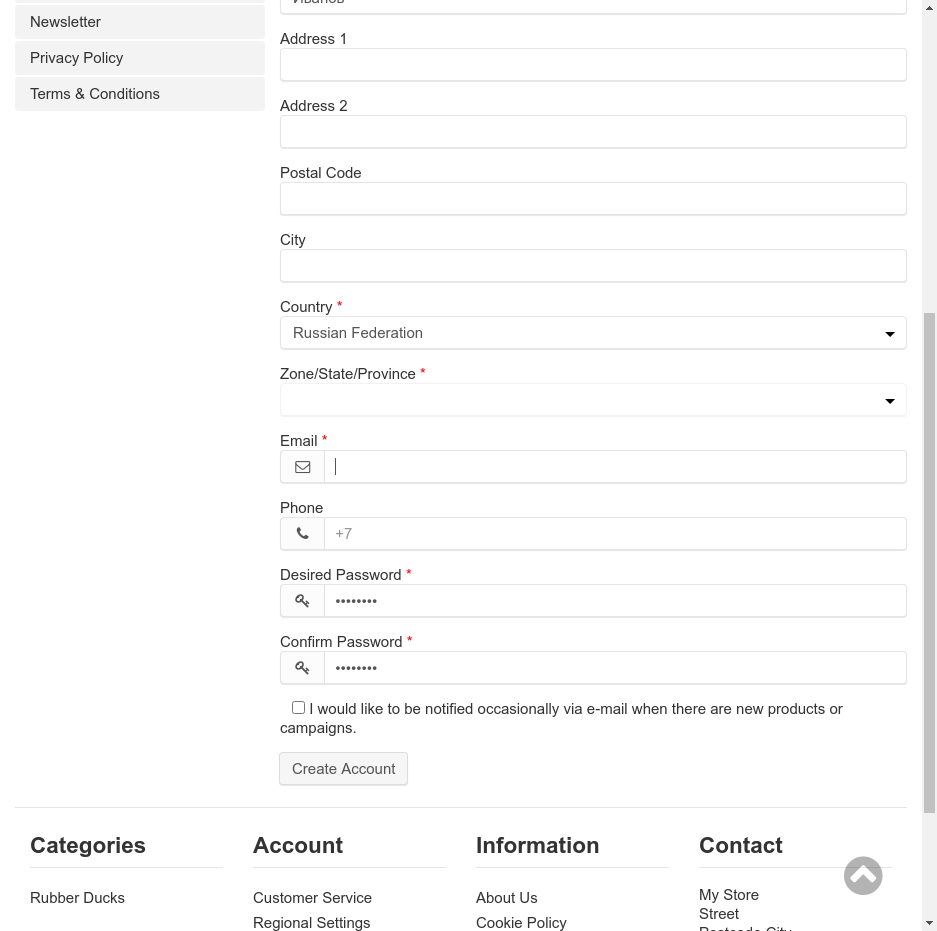 Newsletter
Privacy Policy
Terms & Conditions
Иванов
Address 1
Address 2
Postal Code
City
Country *
Russian Federation
Zone/State/Province *
Email *
Phone
+7
Desired Password *
••••••••
Confirm Password *
••••••••
I would like to be notified occasionally via e-mail when there are new products or
campaigns.
Create Account
Categories
Rubber Ducks
Account
Customer Service
Regional Settings
Information
About Us
Cookie Policy
Contact
My Store
Street
Postcode City